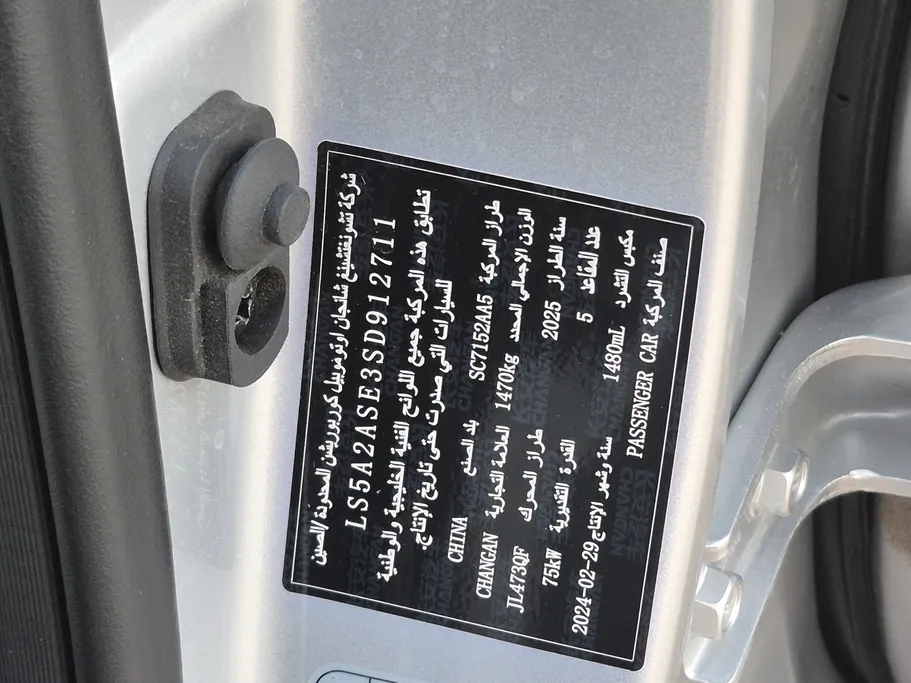 شركة تشونغتشينغ شانجان اوتوموبيل كوربوريشن المحدودة/الصين
LS5A2ASE3SD912711
تطابق هذه المركبة جميع اللوائح الفنية الخليجية والوطنية
للسيارات التي صدرت حتى تاريخ الإنتاج.
طراز المركبة SC7152AA5 بلد الصنع CHINA
الوزن الإجمالي المحدد 1470kg العلامة التجارية CHANGAN
سنة الطراز 2025 طراز المحرك JL473QF
عدد المقاعد 5 القدرة التقديرية 75kW
مكبس التشرد 1480mL سنة وشهر الإنتاج 2024-02-29
صنف المركبة PASSENGER CAR